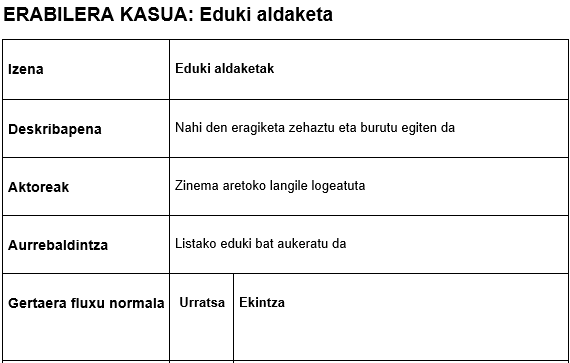 ERABILERA KASUA: Eduki aldaketa
Izena Eduki aldaketak
Deskribapena Nahi den eragiketa zehaztu eta burutu egiten da
Aktoreak Zinema aretoko langile logeatuta
Aurrebaldintza Listako eduki bat aukeratu da
Gertaera fluxu normala Urratsa Ekintza